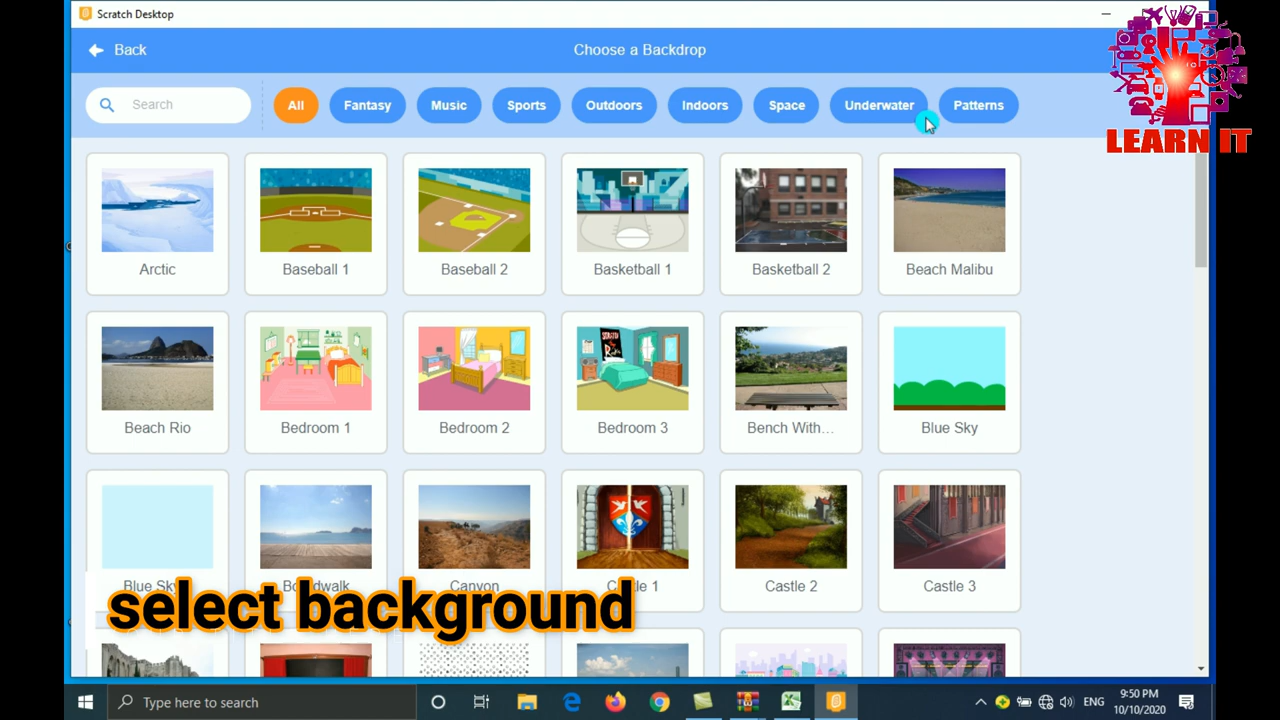 Scratch Desktop
Back
Choose a Backdrop
LEARN IT
Search
All
Fantasy
Music
Sports
Outdoors
Indoors
Space
Underwater
Patterns
Arctic
Baseball 1
Baseball 2
Basketball 1
Basketball 2
Beach Malibu
Beach Rio
Bedroom 1
Bedroom 2
Bedroom 3
Bench With...
Blue Sky
Canyon
Castle 2
Castle 3
select background
Type here to search
ENG
9:50 PM
10/10/2020